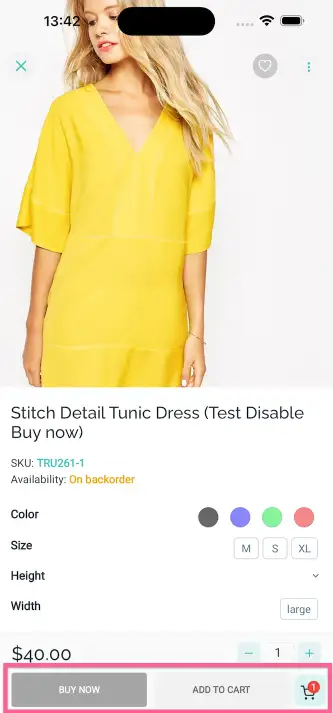 13:42
Stitch Detail Tunic Dress (Test Disable
Buy now)
SKU: TRU261-1
Availability: On backorder
Color
Size M S XL
Height
Width large
$40.00 − 1 +
BUY NOW ADD TO CART 1